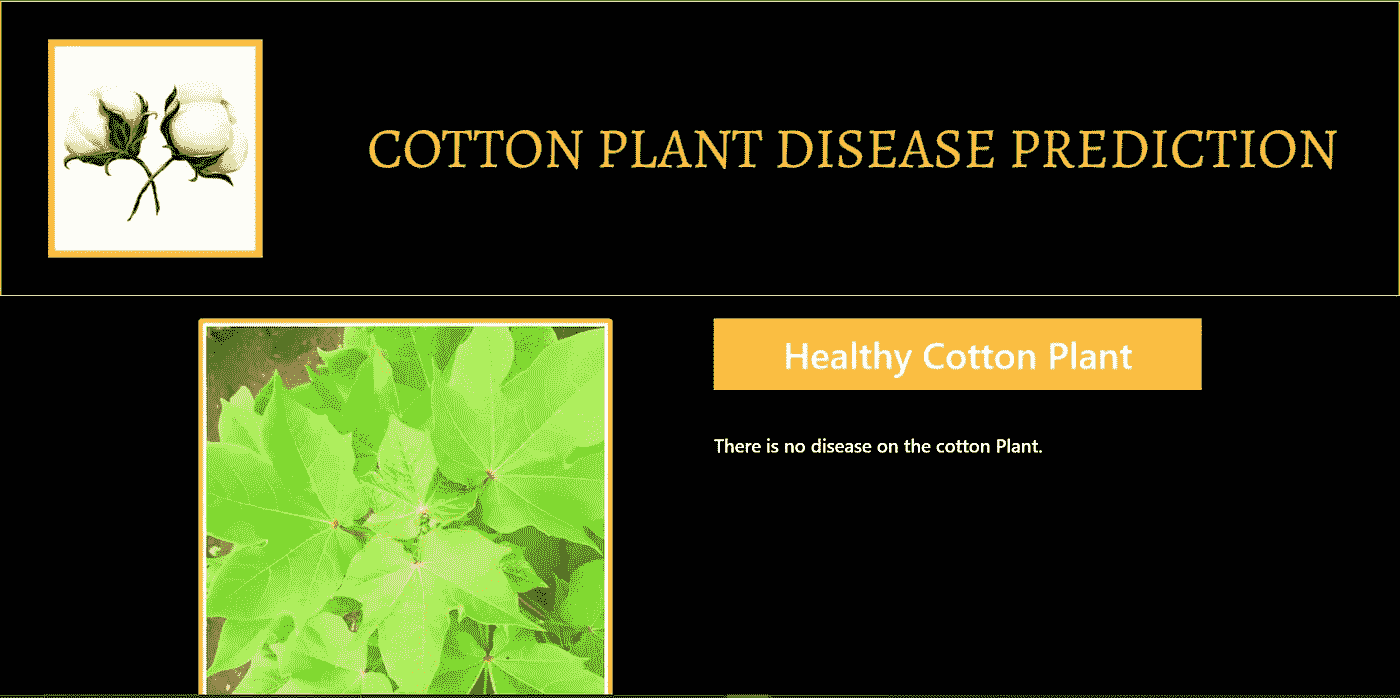 COTTON PLANT DISEASE PREDICTION
Healthy Cotton Plant
There is no disease on the cotton Plant.